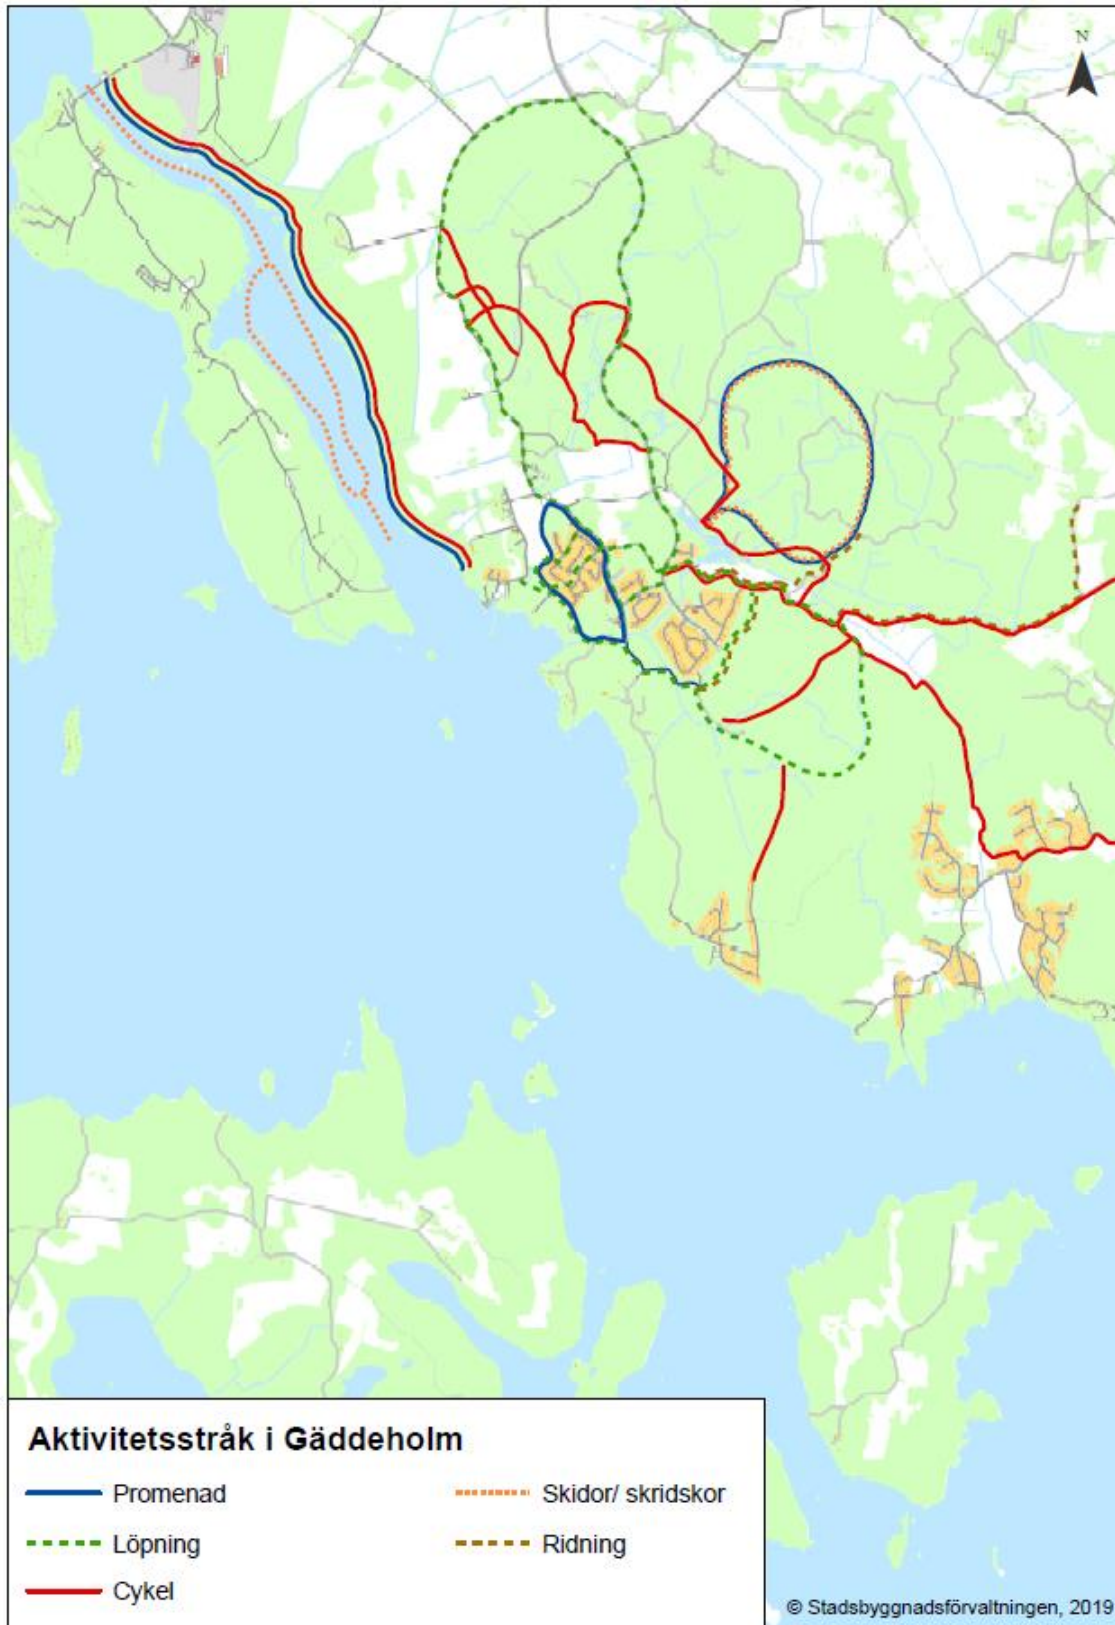 N
Aktivitetsstråk i Gäddeholm
Promenad
Skidor/ skridskor
Löpning
Ridning
Cykel
© Stadsbyggnadsförvaltningen, 2019